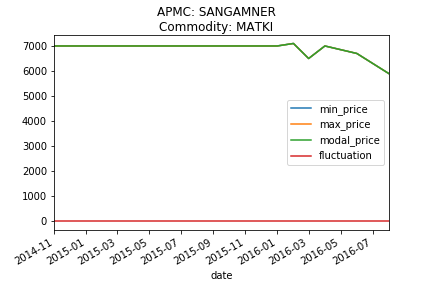 APMC: SANGAMNER
Commodity: MATKI
7000
6000
5000
4000
3000
2000
1000
0
min_price
max_price
modal_price
fluctuation
2014-11
2015-01
2015-03
2015-05
2015-07
2015-09
2015-11
2016-01
2016-03
2016-05
2016-07
date